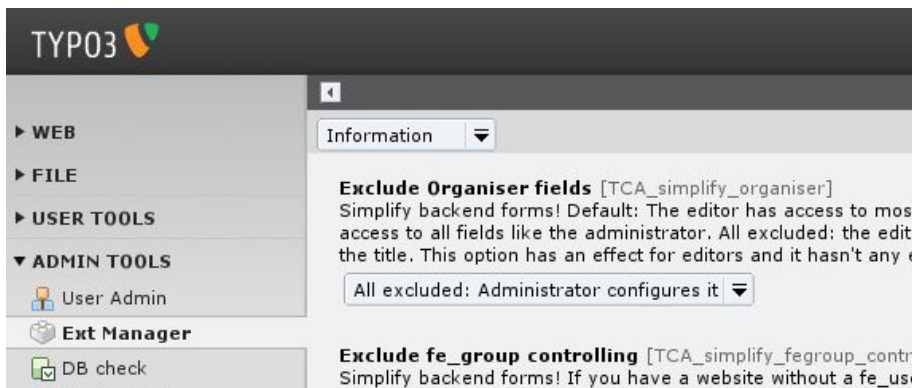 TYPO3
WEB
FILE
USER TOOLS
ADMIN TOOLS
User Admin
Ext Manager
DB check
Information
Exclude Organiser fields [TCA_simplify_organiser]
Simplify backend forms! Default: The editor has access to mos
access to all fields like the administrator. All excluded: the edit
the title. This option has an effect for editors and it hasn't any
All excluded: Administrator configures it
Exclude fe_group controlling [TCA_simplify_fegroup_contr
Simplify backend forms! If you have a website without a fe_use